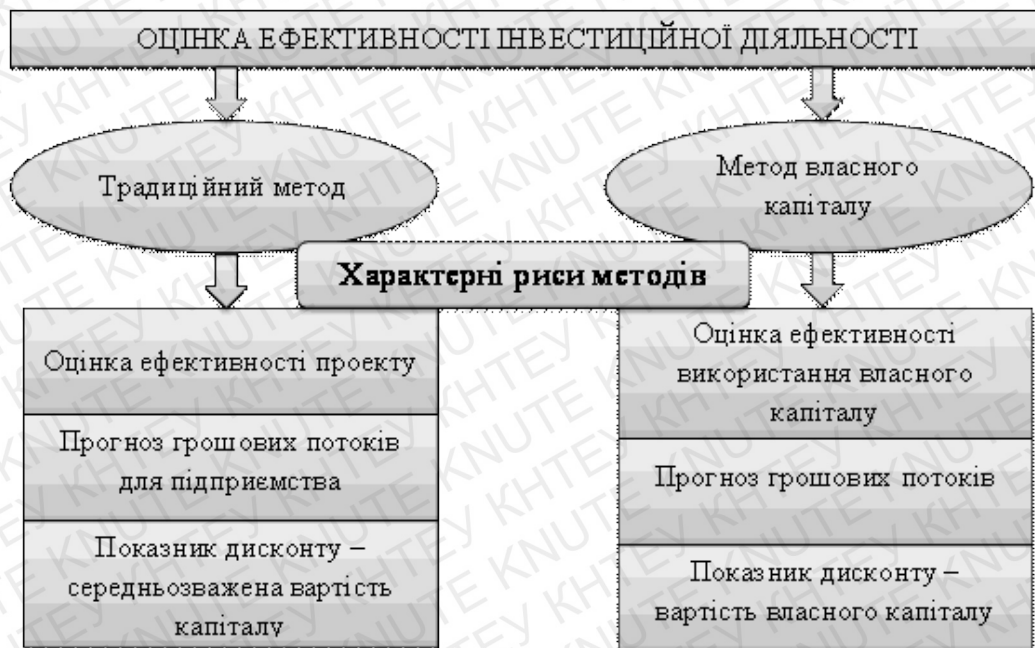 ОЦІНКА ЕФЕКТИВНОСТІ ІНВЕСТИЦІЙНОЇ ДІЯЛЬНОСТІ
Традиційний метод
Метод власного
капіталу
Характерні риси методів
Оцінка ефективності проекту
Прогноз грошових потоків
для підприємства
Показник дисконту –
середньозважена вартість
капіталу
Оцінка ефективності
використання власного
капіталу
Прогноз грошових потоків
Показник дисконту –
вартість власного капіталу